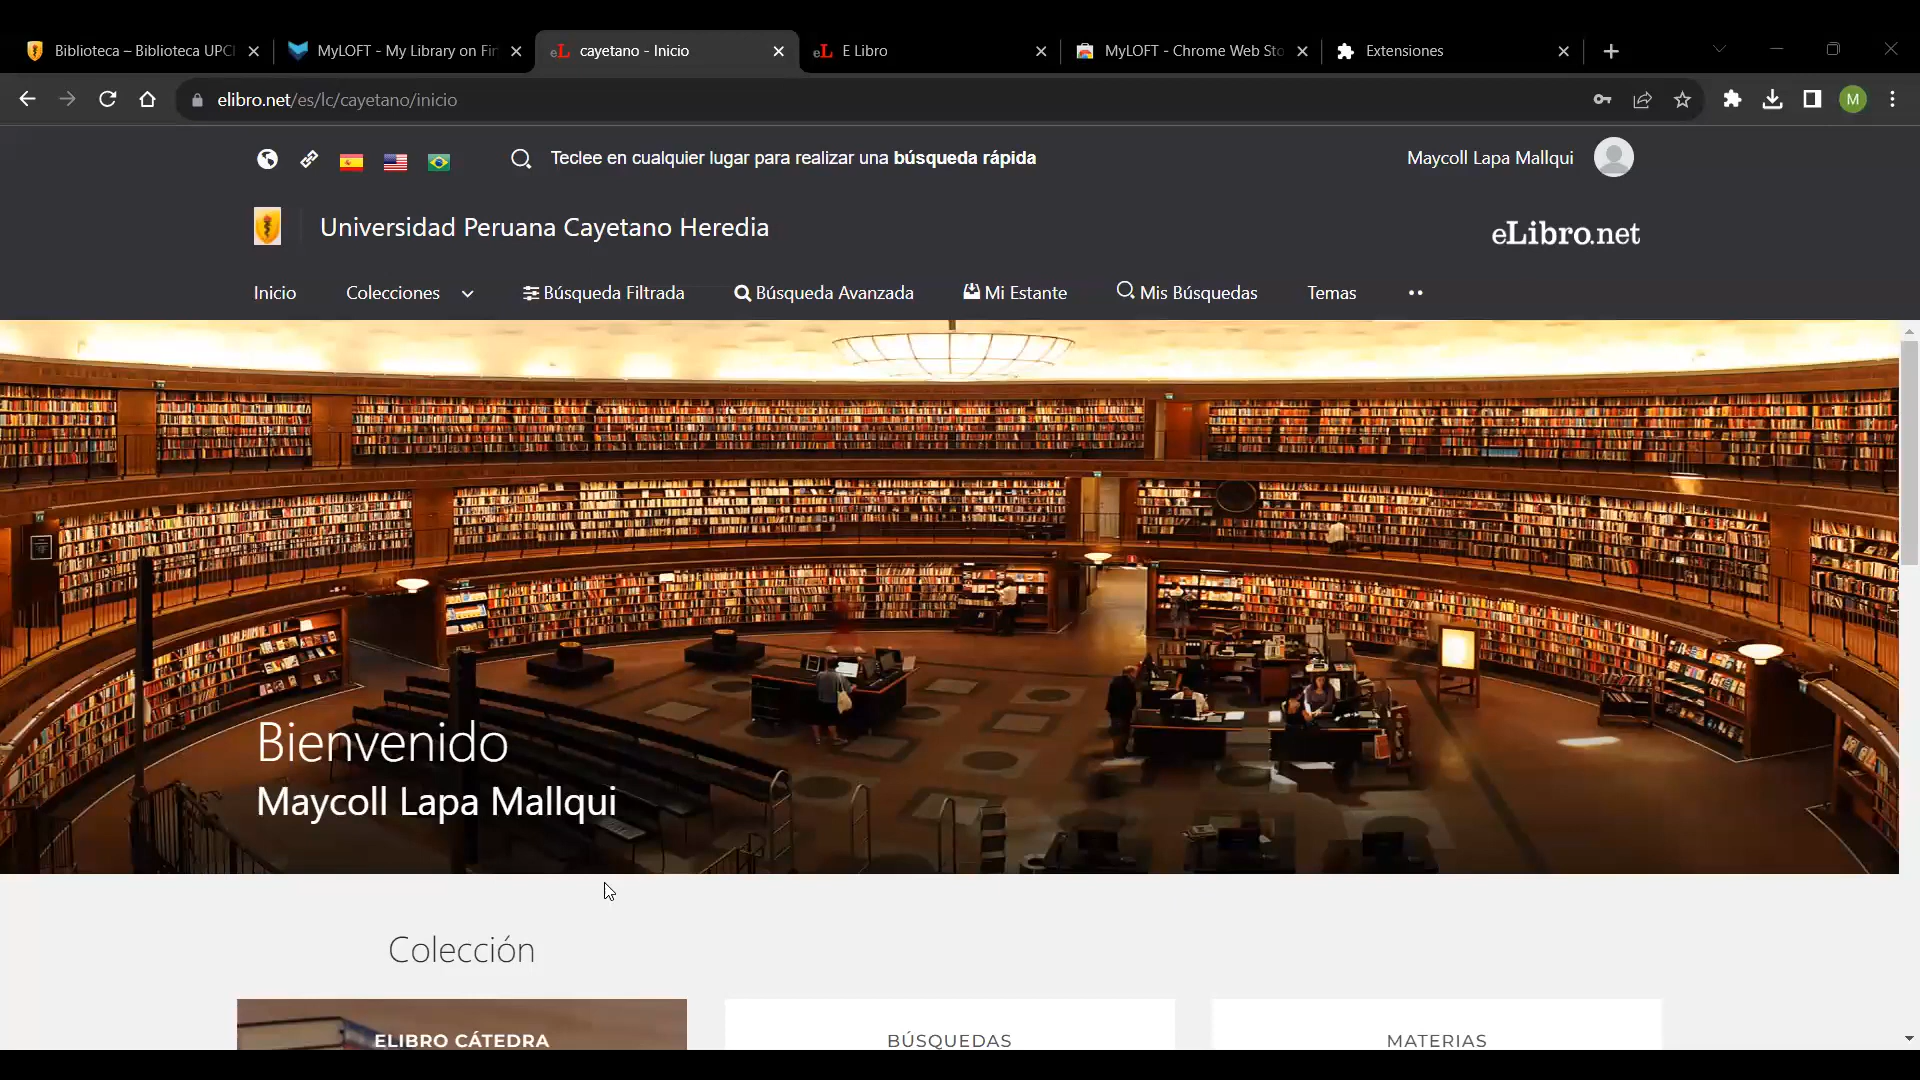 Biblioteca – Biblioteca UPC
MyLOFT - My Library on Fi
cayetano - Inicio
E Libro
MyLOFT - Chrome Web Sto
Extensiones
elibro.net/es/lc/cayetano/inicio
M
Teclee en cualquier lugar para realizar una búsqueda rápida
Maycoll Lapa Mallqui
Universidad Peruana Cayetano Heredia
eLibro.net
Inicio
Colecciones
Búsqueda Filtrada
Búsqueda Avanzada
Mi Estante
Mis Búsquedas
Temas
Bienvenido
Maycoll Lapa Mallqui
Colección
ELIBRO CÁTEDRA
BÚSQUEDAS
MATERIAS